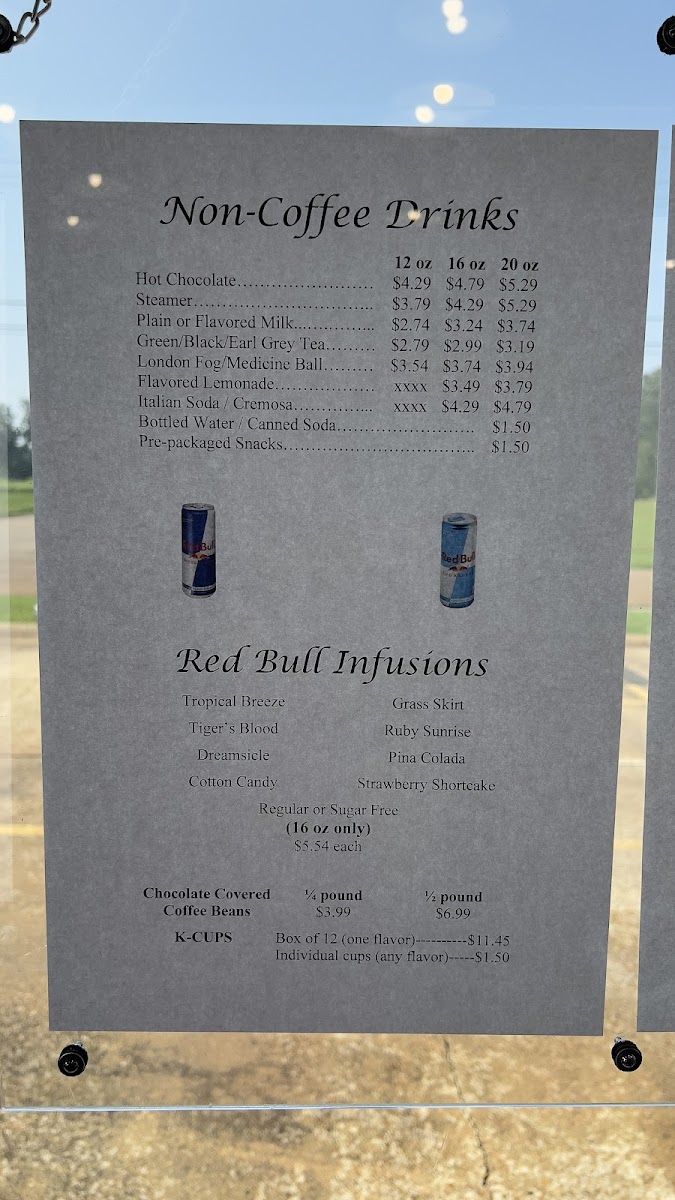 Non-Coffee Drinks
12 oz 16 oz 20 oz
Hot Chocolate........................ $4.29 $4.79 $5.29
Steamer................................ $3.79 $4.29 $5.29
Plain or Flavored Milk............... $2.74 $3.24 $3.74
Green/Black/Earl Grey Tea......... $2.79 $2.99 $3.19
London Fog/Medicine Ball......... $3.54 $3.74 $3.94
Flavored Lemonade.................. xxxx $3.49 $3.79
Italian Soda / Cremosa.............. xxxx $4.29 $4.79
Bottled Water / Canned Soda........................ $1.50
Pre-packaged Snacks.................................. $1.50
Red Bull
Red Bull
Red Bull Infusions
Tropical Breeze Grass Skirt
Tiger's Blood Ruby Sunrise
Dreamsicle Pina Colada
Cotton Candy Strawberry Shortcake
Regular or Sugar Free
(16 oz only)
$5.54 each
Chocolate Covered ¼ pound ½ pound
Coffee Beans $3.99 $6.99
K-CUPS Box of 12 (one flavor)----------$11.45
Individual cups (any flavor)-----$1.50